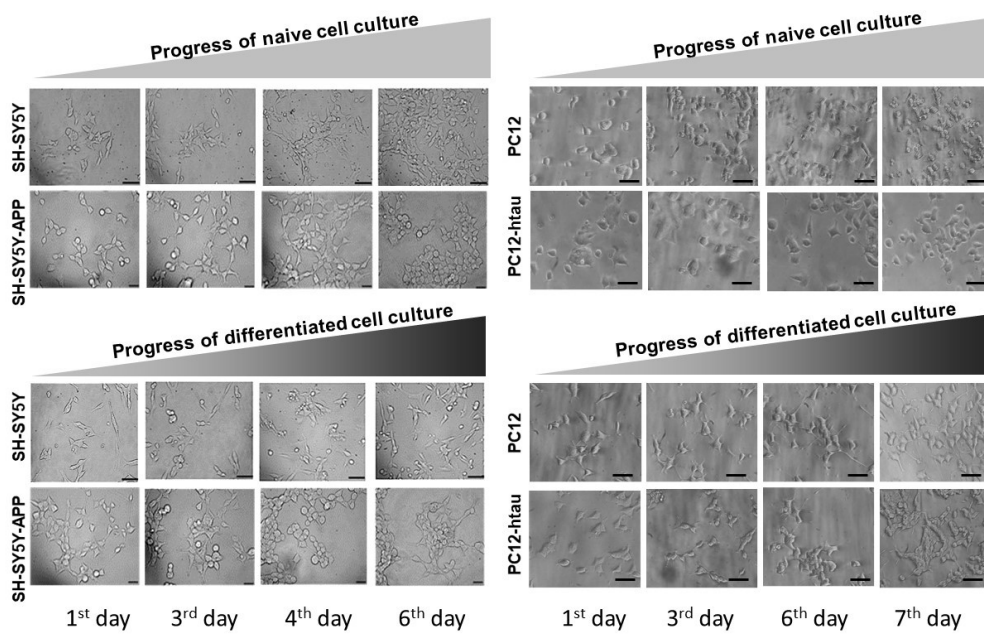 Progress of naive cell culture
SH-SY5Y
SH-SY5Y-APP
Progress of differentiated cell culture
SH-SY5Y
SH-SY5Y-APP
1st day 3rd day 4th day 6th day
Progress of naive cell culture
PC12
PC12-htau
Progress of differentiated cell culture
PC12
PC12-htau
1st day 3rd day 6th day 7th day